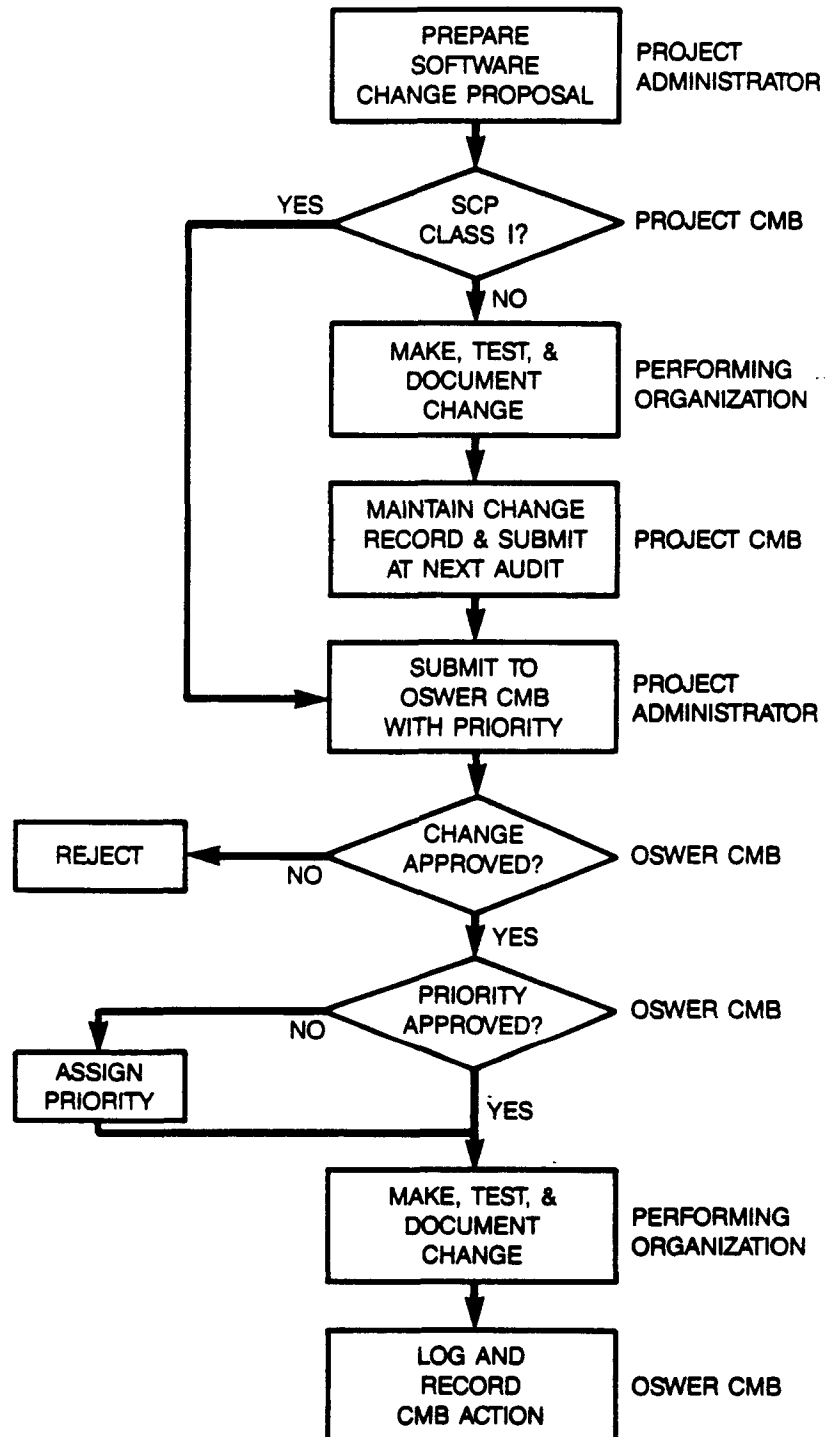 PREPARE
SOFTWARE
CHANGE PROPOSAL
PROJECT
ADMINISTRATOR
YES
SCP
CLASS I?
PROJECT CMB
NO
MAKE, TEST, &
DOCUMENT
CHANGE
PERFORMING
ORGANIZATION
MAINTAIN CHANGE
RECORD & SUBMIT
AT NEXT AUDIT
PROJECT CMB
SUBMIT TO
OSWER CMB
WITH PRIORITY
PROJECT
ADMINISTRATOR
CHANGE
APPROVED?
OSWER CMB
REJECT
NO
YES
PRIORITY
APPROVED?
OSWER CMB
NO
ASSIGN
PRIORITY
YES
MAKE, TEST, &
DOCUMENT
CHANGE
PERFORMING
ORGANIZATION
LOG AND
RECORD
CMB ACTION
OSWER CMB